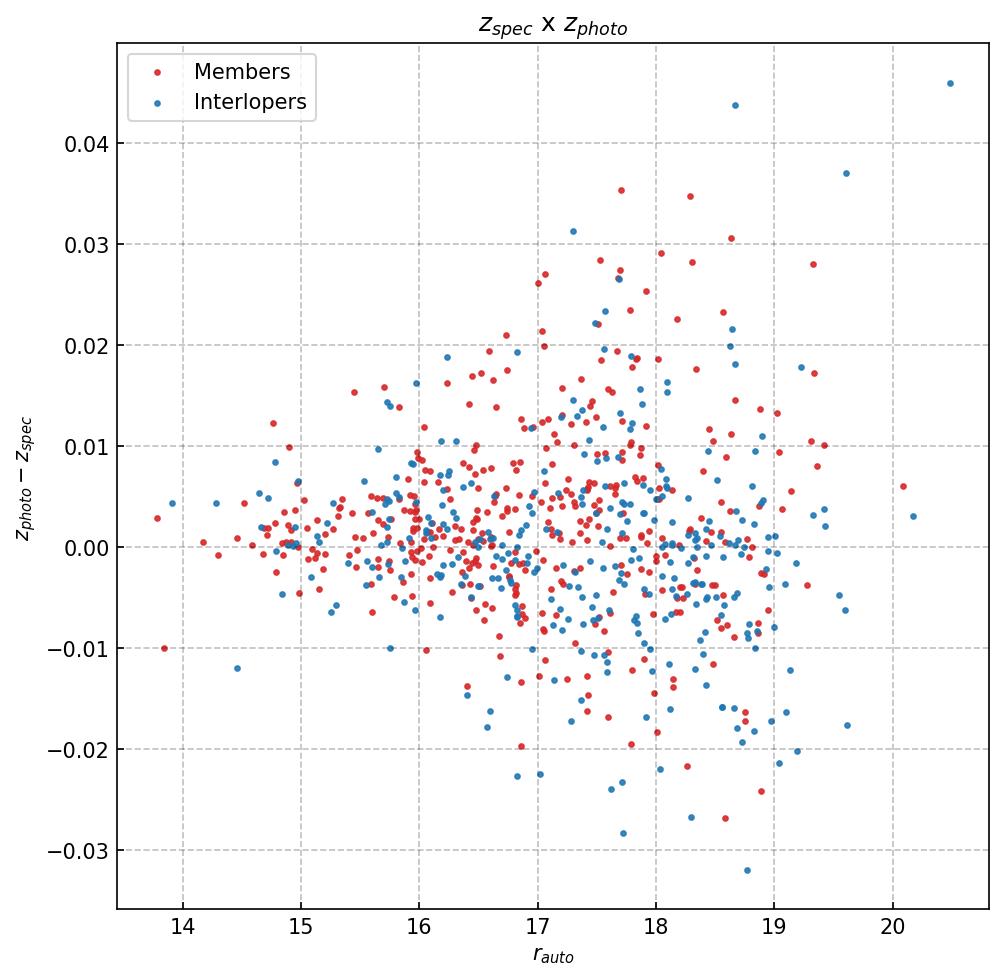 z_spec x z_photo
Members
Interlopers
0.04
0.03
0.02
0.01
0.00
−0.01
−0.02
−0.03
z_photo − z_spec
14 15 16 17 18 19 20
r_auto